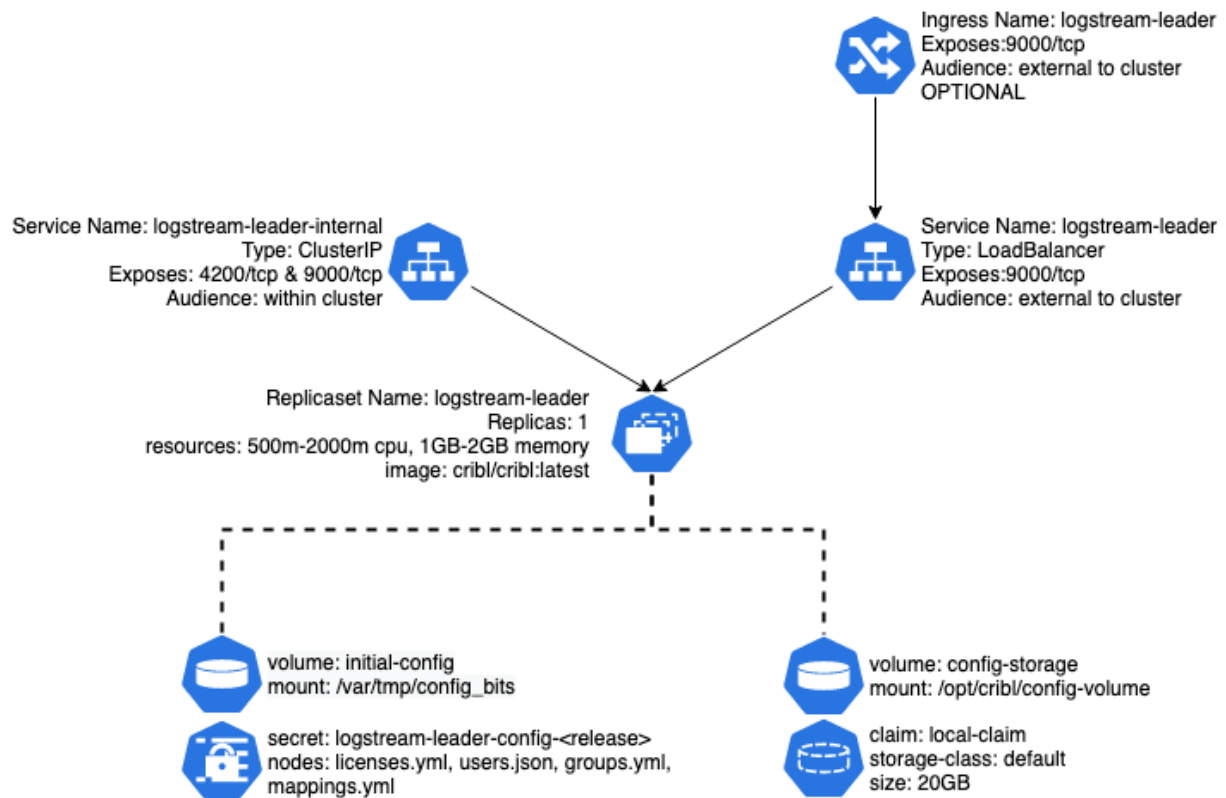 Ingress Name: logstream-leader
Exposes:9000/tcp
Audience: external to cluster
OPTIONAL
Service Name: logstream-leader-internal
Type: ClusterIP
Exposes: 4200/tcp & 9000/tcp
Audience: within cluster
Service Name: logstream-leader
Type: LoadBalancer
Exposes:9000/tcp
Audience: external to cluster
Replicaset Name: logstream-leader
Replicas: 1
resources: 500m-2000m cpu, 1GB-2GB memory
image: cribl/cribl:latest
volume: initial-config
mount: /var/tmp/config_bits
secret: logstream-leader-config-<release>
nodes: licenses.yml, users.json, groups.yml,
mappings.yml
volume: config-storage
mount: /opt/cribl/config-volume
claim: local-claim
storage-class: default
size: 20GB